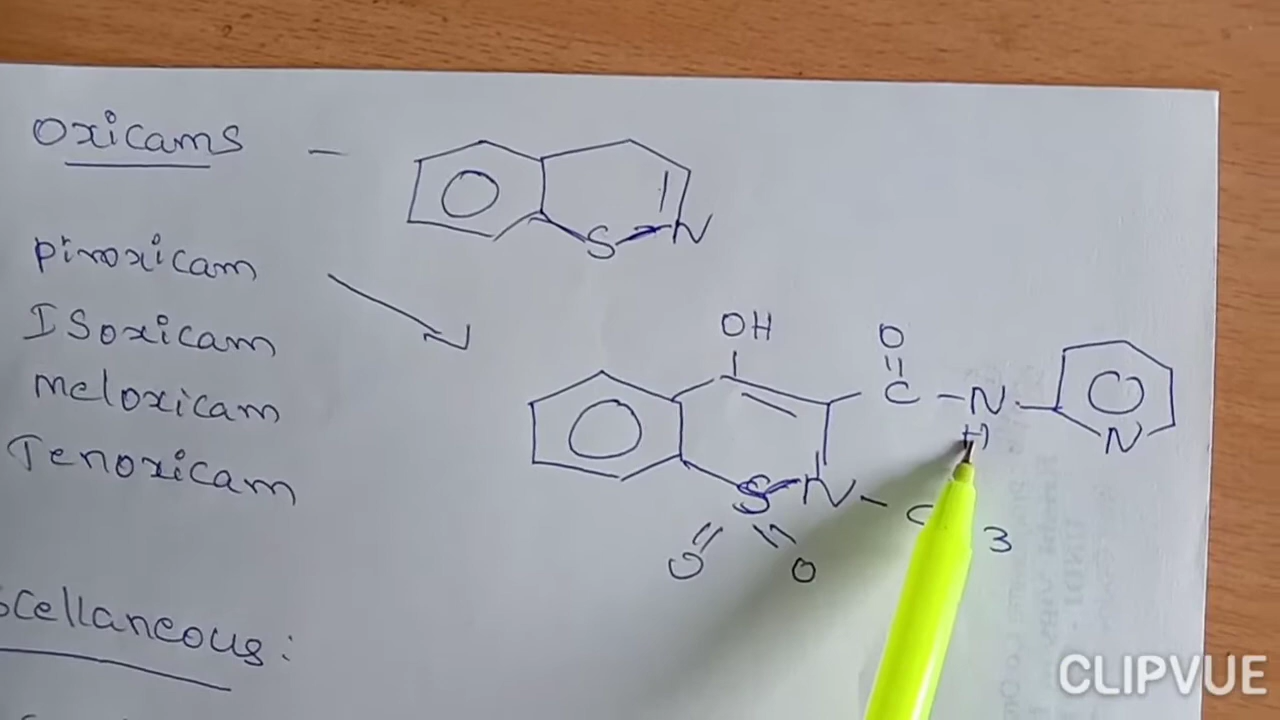 Oxicams -
S N
Piroxicam
Isoxicam
Meloxicam
Tenoxicam
OH O
C - N
H
N
S N - C 3
O O
scellaneous:
CLIPVUE